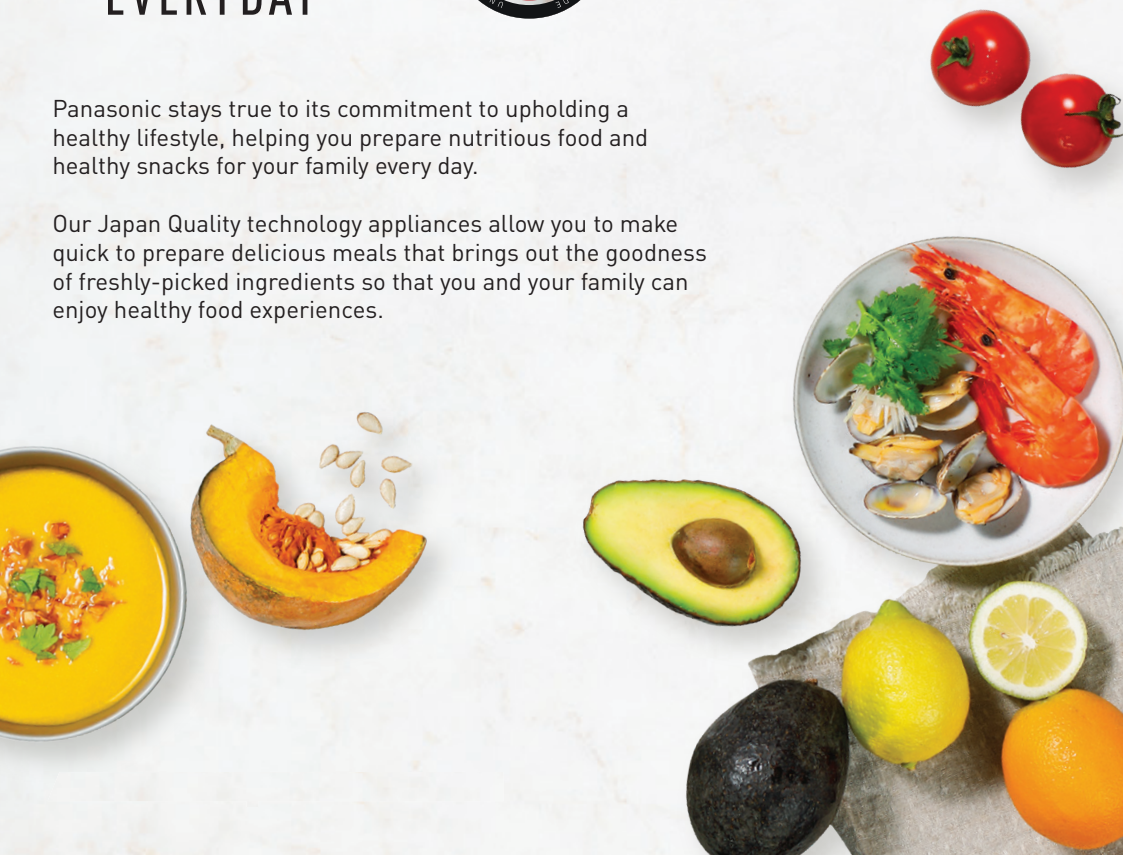 EVERYDAY
Panasonic stays true to its commitment to upholding a
healthy lifestyle, helping you prepare nutritious food and
healthy snacks for your family every day.
Our Japan Quality technology appliances allow you to make
quick to prepare delicious meals that brings out the goodness
of freshly-picked ingredients so that you and your family can
enjoy healthy food experiences.